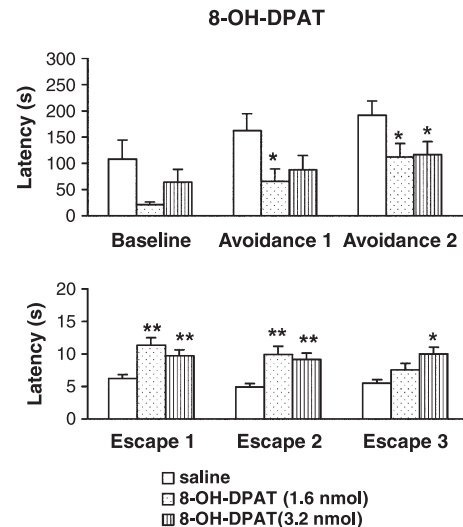 8-OH-DPAT
Latency (s)
300
250
200
150
100
50
0
*
*
*
Baseline Avoidance 1 Avoidance 2
Latency (s)
20
15
10
5
0
**
**
**
**
*
Escape 1 Escape 2 Escape 3
saline
8-OH-DPAT (1.6 nmol)
8-OH-DPAT(3.2 nmol)